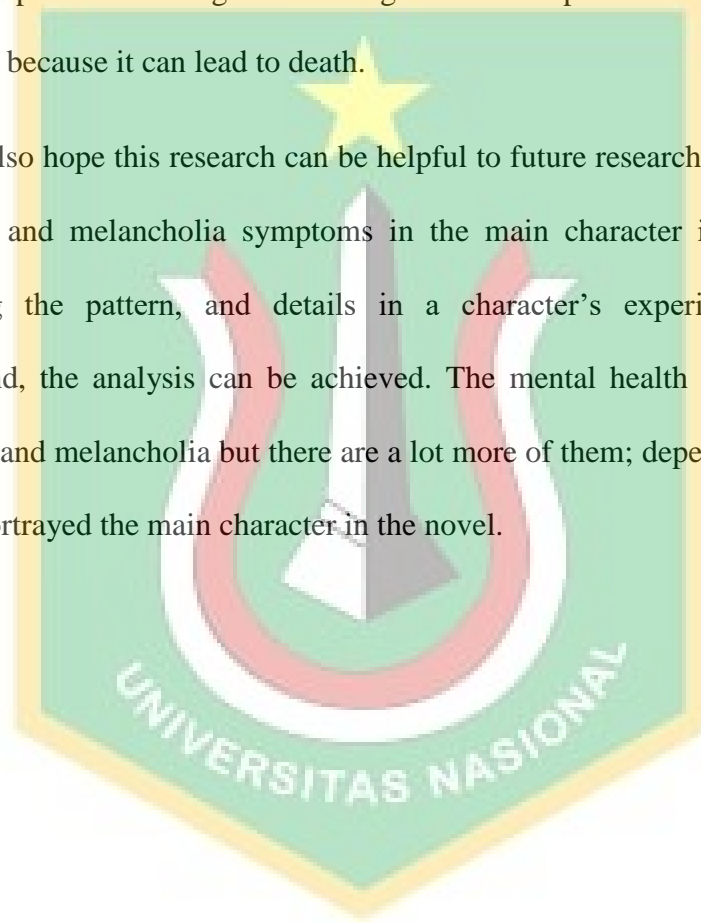 because it can lead to death.
lso hope this research can be helpful to future research
and melancholia symptoms in the main character i
the pattern, and details in a character's experi
nd, the analysis can be achieved. The mental health
and melancholia but there are a lot more of them; depe
rtrayed the main character in the novel.
UNIVERSITAS NASIONAL